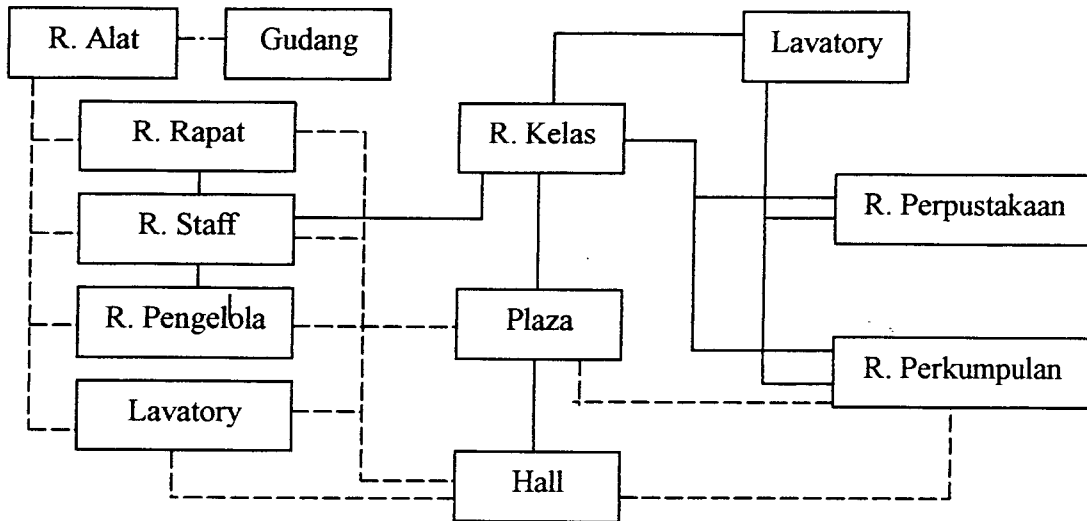 R. Alat
Gudang
Lavatory
R. Rapat
R. Kelas
R. Staff
R. Perpustakaan
R. Pengelola
Plaza
R. Perkumpulan
Lavatory
Hall